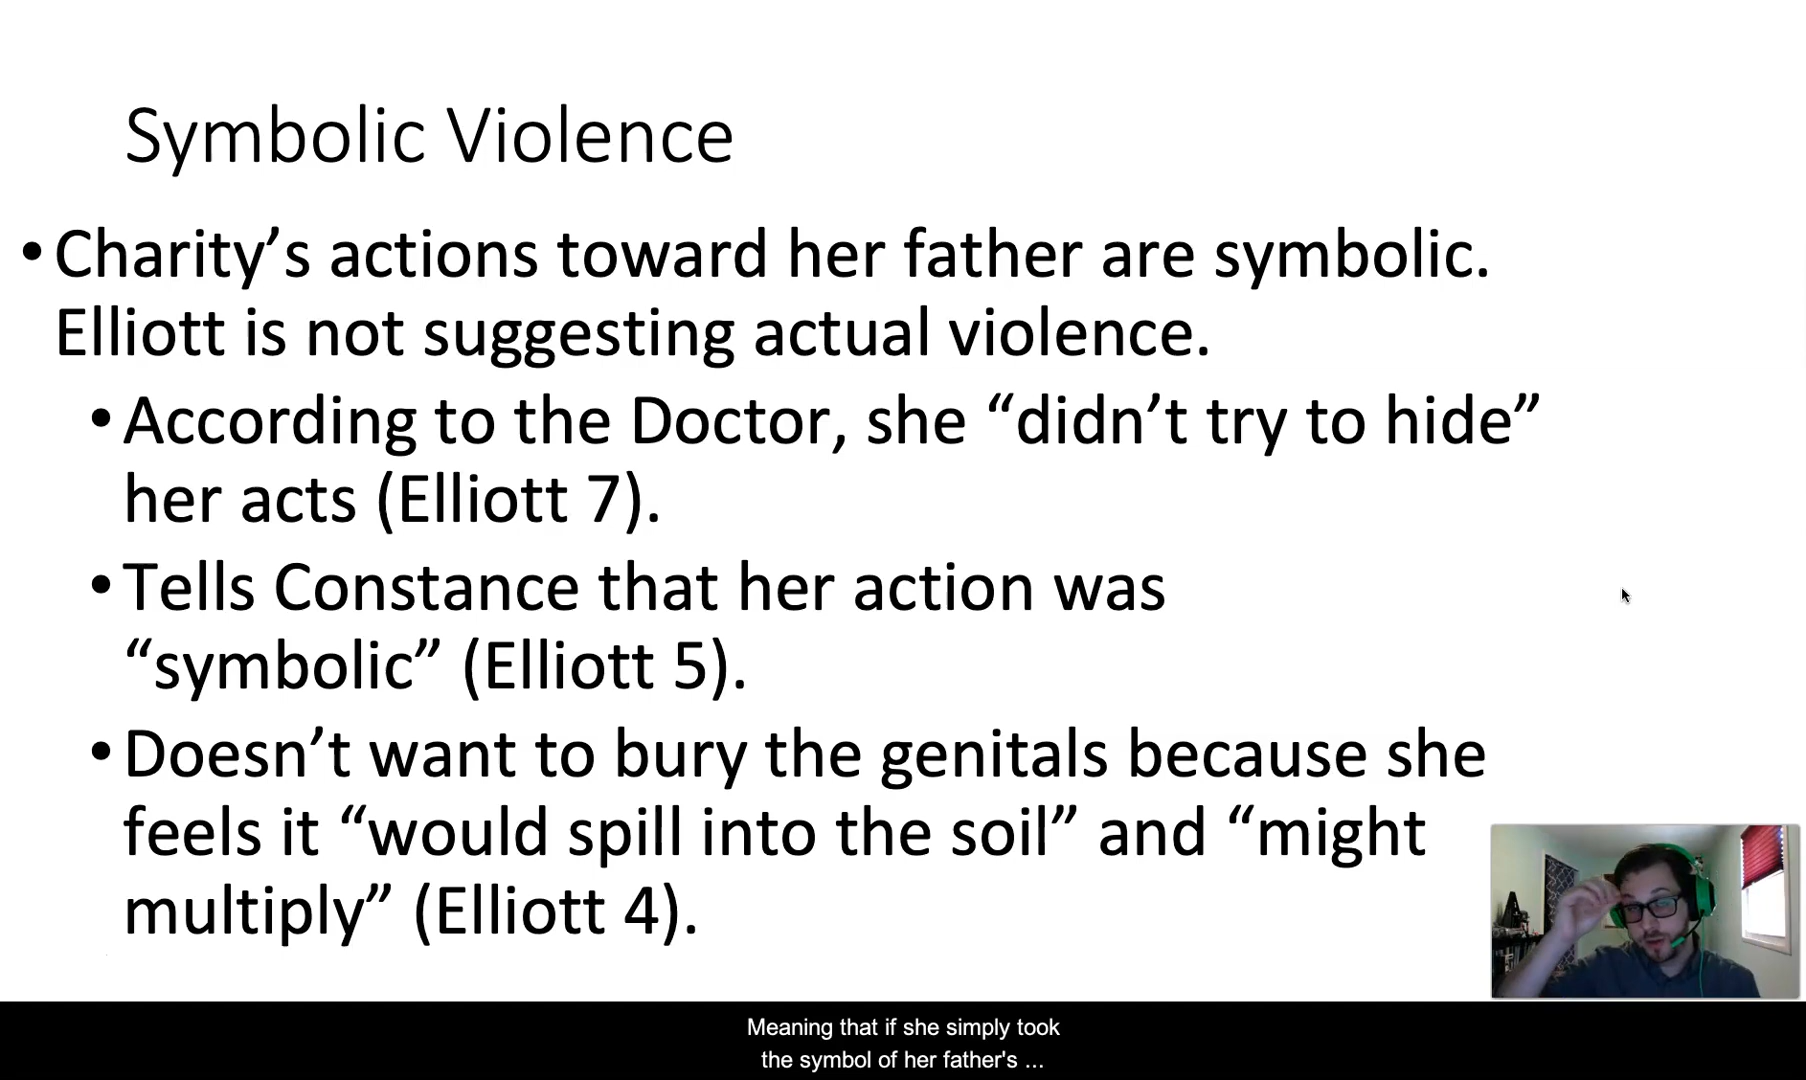 Symbolic Violence
•Charity’s actions toward her father are symbolic.
Elliott is not suggesting actual violence.
•According to the Doctor, she “didn’t try to hide”
her acts (Elliott 7).
•Tells Constance that her action was
“symbolic” (Elliott 5).
•Doesn’t want to bury the genitals because she
feels it “would spill into the soil” and “might
multiply” (Elliott 4).
Meaning that if she simply took
the symbol of her father's ...